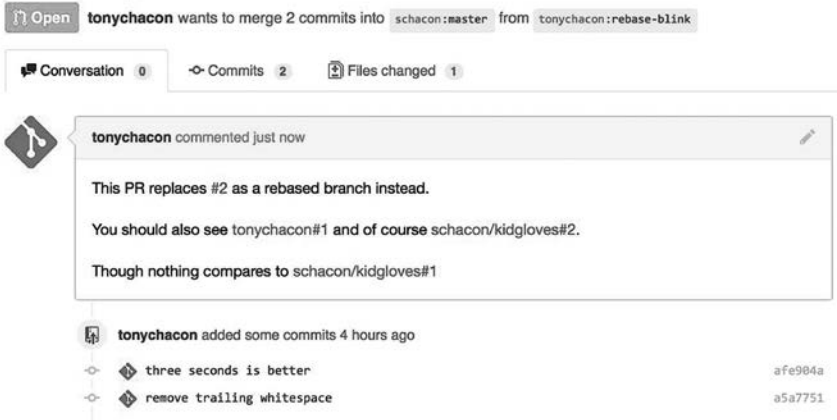 Open tonychacon wants to merge 2 commits into schacon:master from tonychacon:rebase-blink
Conversation 0 Commits 2 Files changed 1
tonychacon commented just now
This PR replaces #2 as a rebased branch instead.
You should also see tonychacon#1 and of course schacon/kidgloves#2.
Though nothing compares to schacon/kidgloves#1
tonychacon added some commits 4 hours ago
three seconds is better afe904a
remove trailing whitespace a5a7751